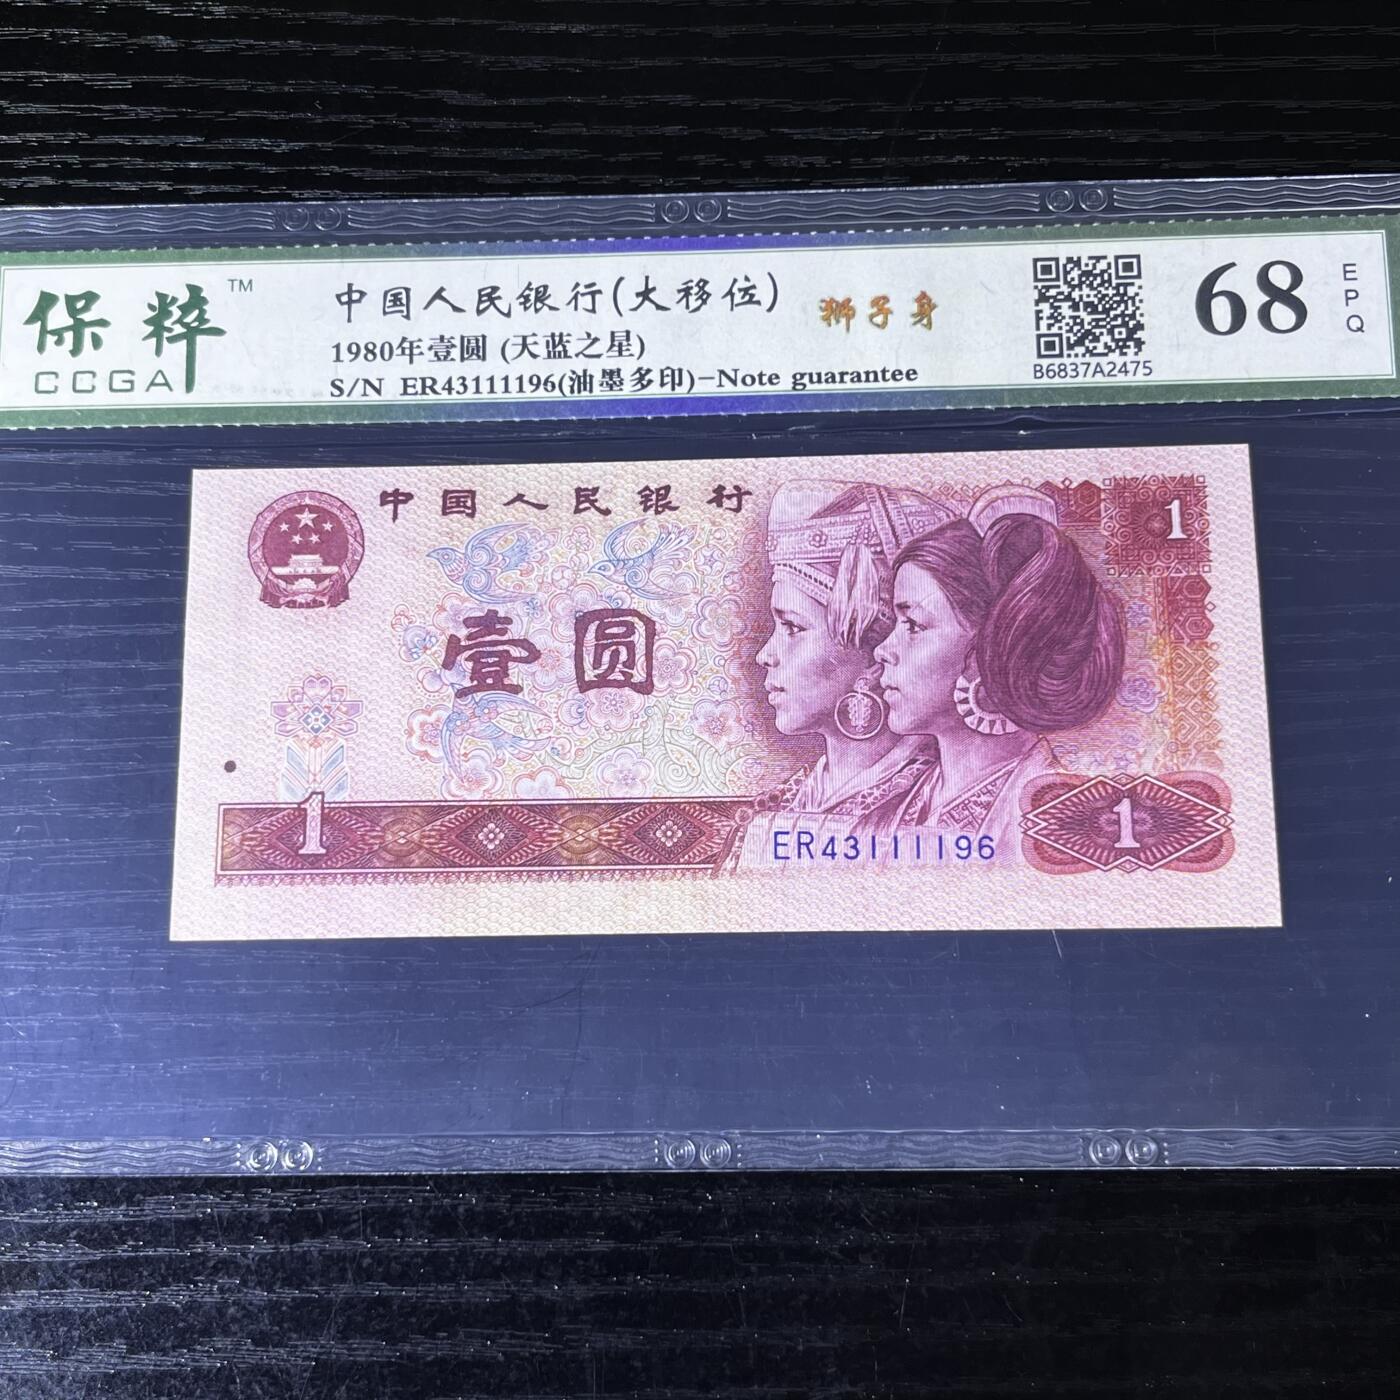 保粹™
CCGA
中国人民银行(大移位)
狮子身
1980年壹圆 (天蓝之星)
S/N ER43111196(油墨多印)-Note guarantee
B6837A2475
68
EPQ
中国人民银行
1
壹圆
1
ER43111196
1